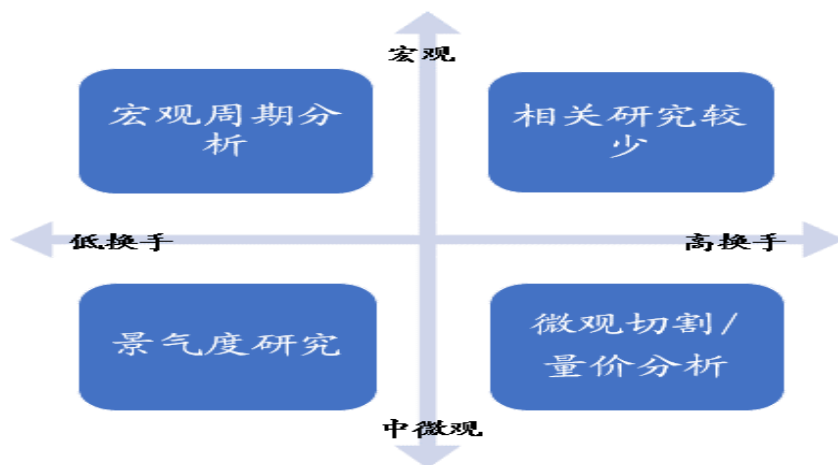 宏观
宏观周期分
析
相关研究较
少
低换手
高换手
景气度研究
微观切割/
量价分析
中微观